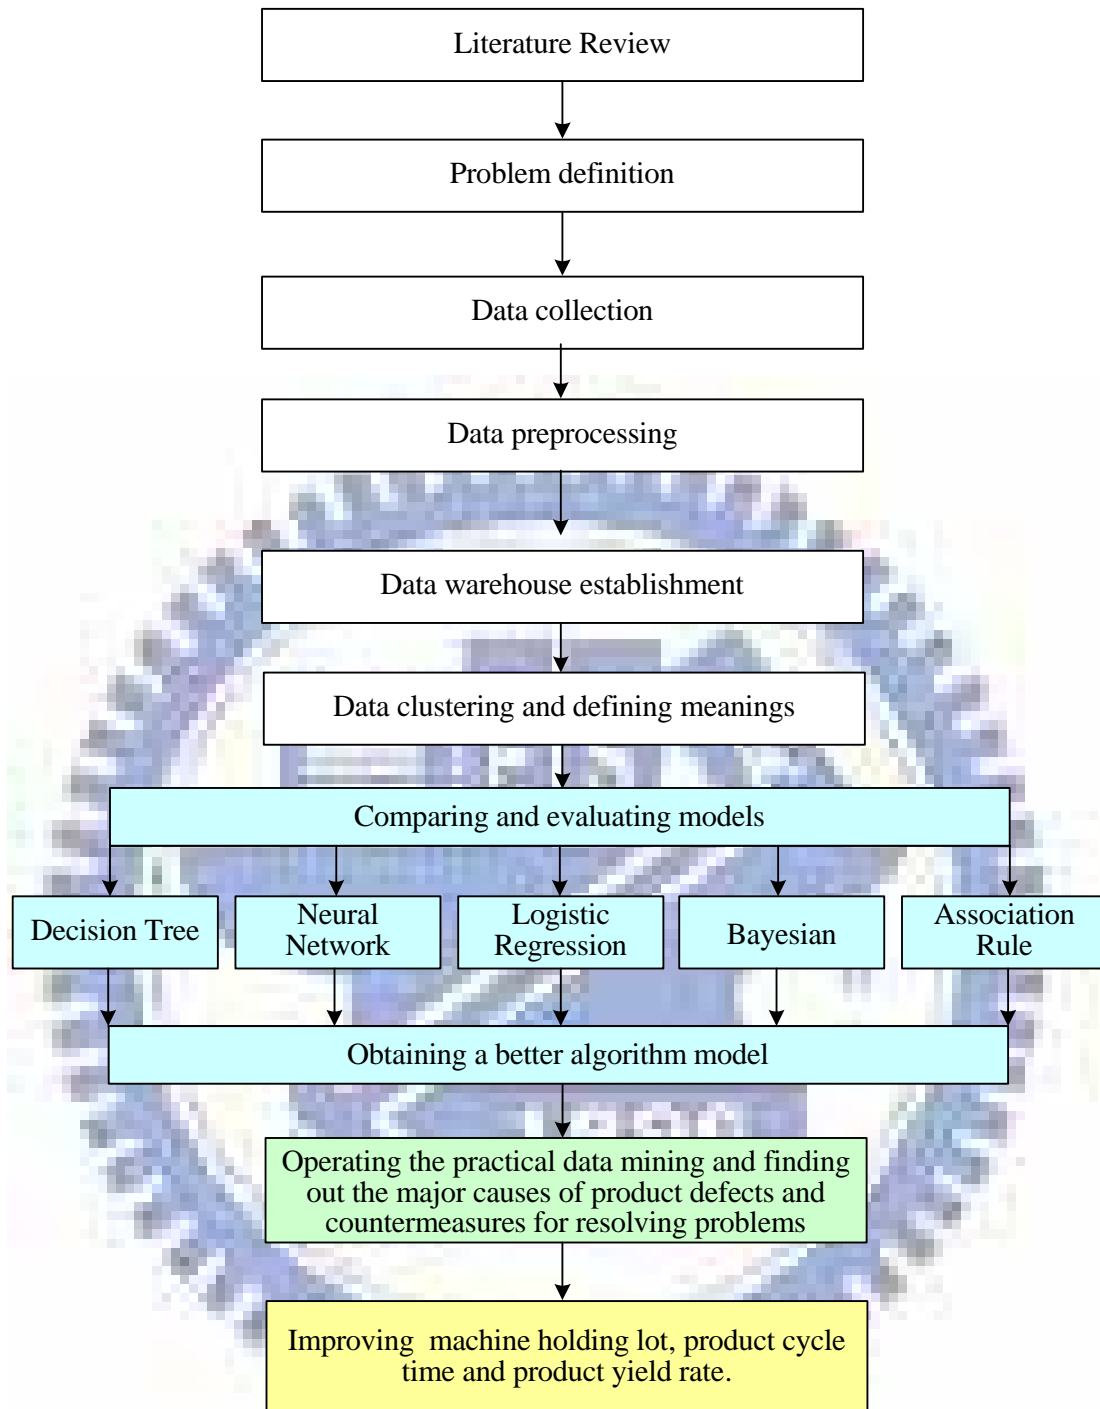 Literature Review
Problem definition
Data collection
Data preprocessing
Data warehouse establishment
Data clustering and defining meanings
Comparing and evaluating models
Decision Tree
Neural
Network
Logistic
Regression
Bayesian
Association
Rule
Obtaining a better algorithm model
Operating the practical data mining and finding
out the major causes of product defects and
countermeasures for resolving problems
Improving  machine holding lot, product cycle
time and product yield rate.